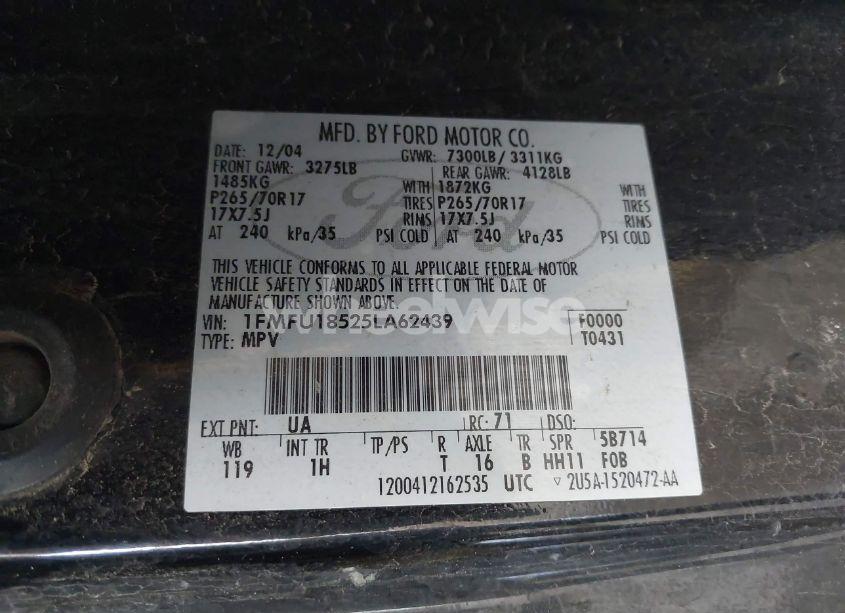 MFD. BY FORD MOTOR CO.
DATE: 12/04 GVWR: 7300LB/ 3311KG
FRONT GAWR: 3275LB REAR GAWR: 4128LB
1485KG WITH 1872KG WITH
P265/70R17 TIRES P265/70R17 TIRES
17X7.5J RIMS 17X7.5J RIMS
AT 240 kPa/35 PSI COLD AT 240 kPa/35 PSI COLD
Ford
THIS VEHICLE CONFORMS TO ALL APPLICABLE FEDERAL MOTOR
VEHICLE SAFETY STANDARDS IN EFFECT ON THE DATE OF
MANUFACTURE SHOWN ABOVE.
VIN: 1FMFU18525LA62439 F0000
TYPE: MPV T0431
EXT PNT: UA RC: 71 DSO:
WB INT TR TP/PS R AXLE TR SPR 5B714
119 1H T 16 B HH11 FOB
1200412162535 UTC ▽ 2U5A-1520472-AA